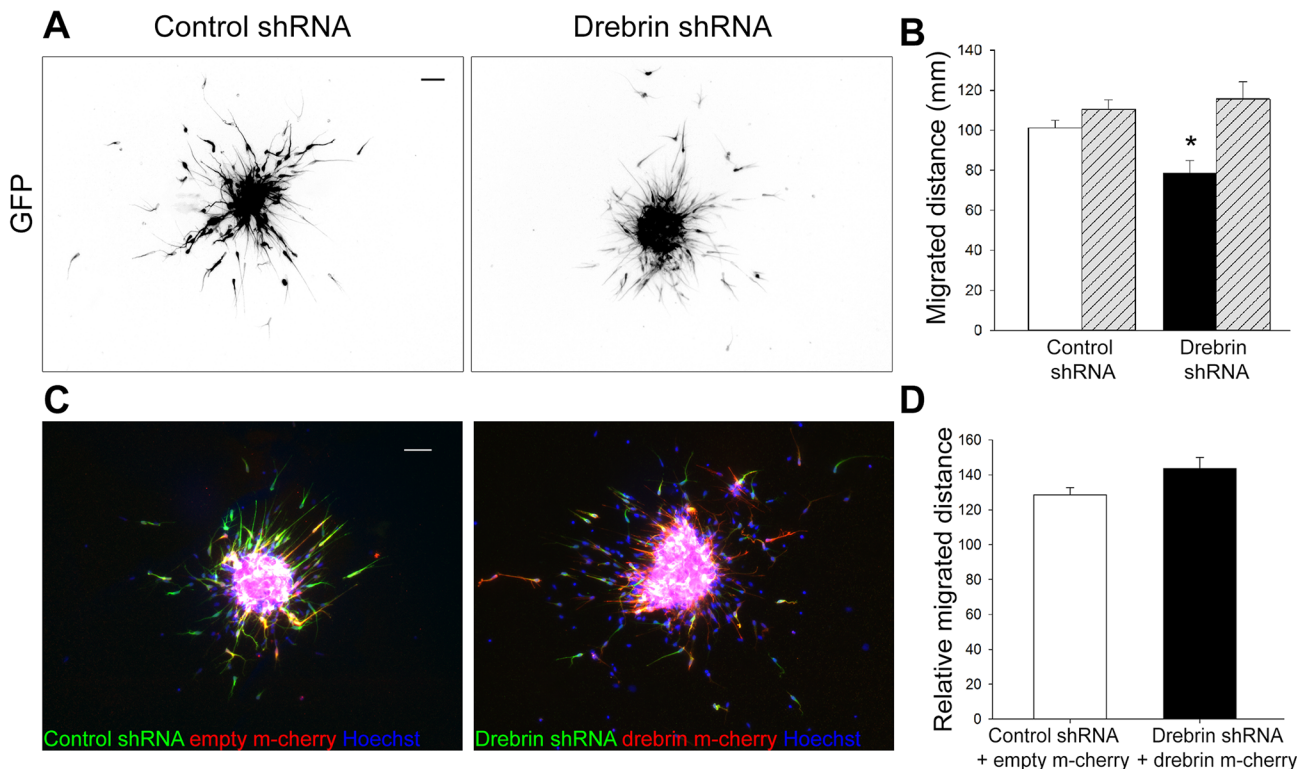 A
Control shRNA
Drebrin shRNA
GFP
B
Migrated distance (mm)
140
120
100
80
60
40
20
0
*
Control
shRNA
Drebrin
shRNA
C
Control shRNA empty m-cherry Hoechst
Drebrin shRNA drebrin m-cherry Hoechst
D
Relative migrated distance
160
140
120
100
80
60
40
20
0
Control shRNA
+ empty m-cherry
Drebrin shRNA
+ drebrin m-cherry